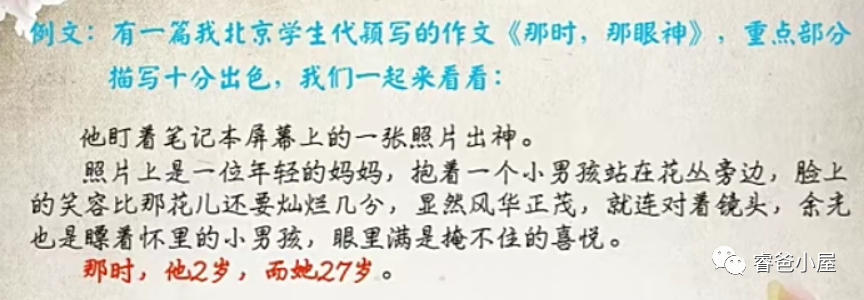 例文：有一篇我北京学生代颖写的作文《那时，那眼神》，重点部分
描写十分出色，我们一起来看看：
他盯着笔记本屏幕上的一张照片出神。
照片上是一位年轻的妈妈，抱着一个小男孩站在花丛旁边，脸上
的笑容比那花儿还要灿烂几分，显然风华正茂，就连对着镜头，余光
也是瞟着怀里的小男孩，眼里满是掩不住的喜悦。
那时，他2岁，而她27岁。
睿爸小屋